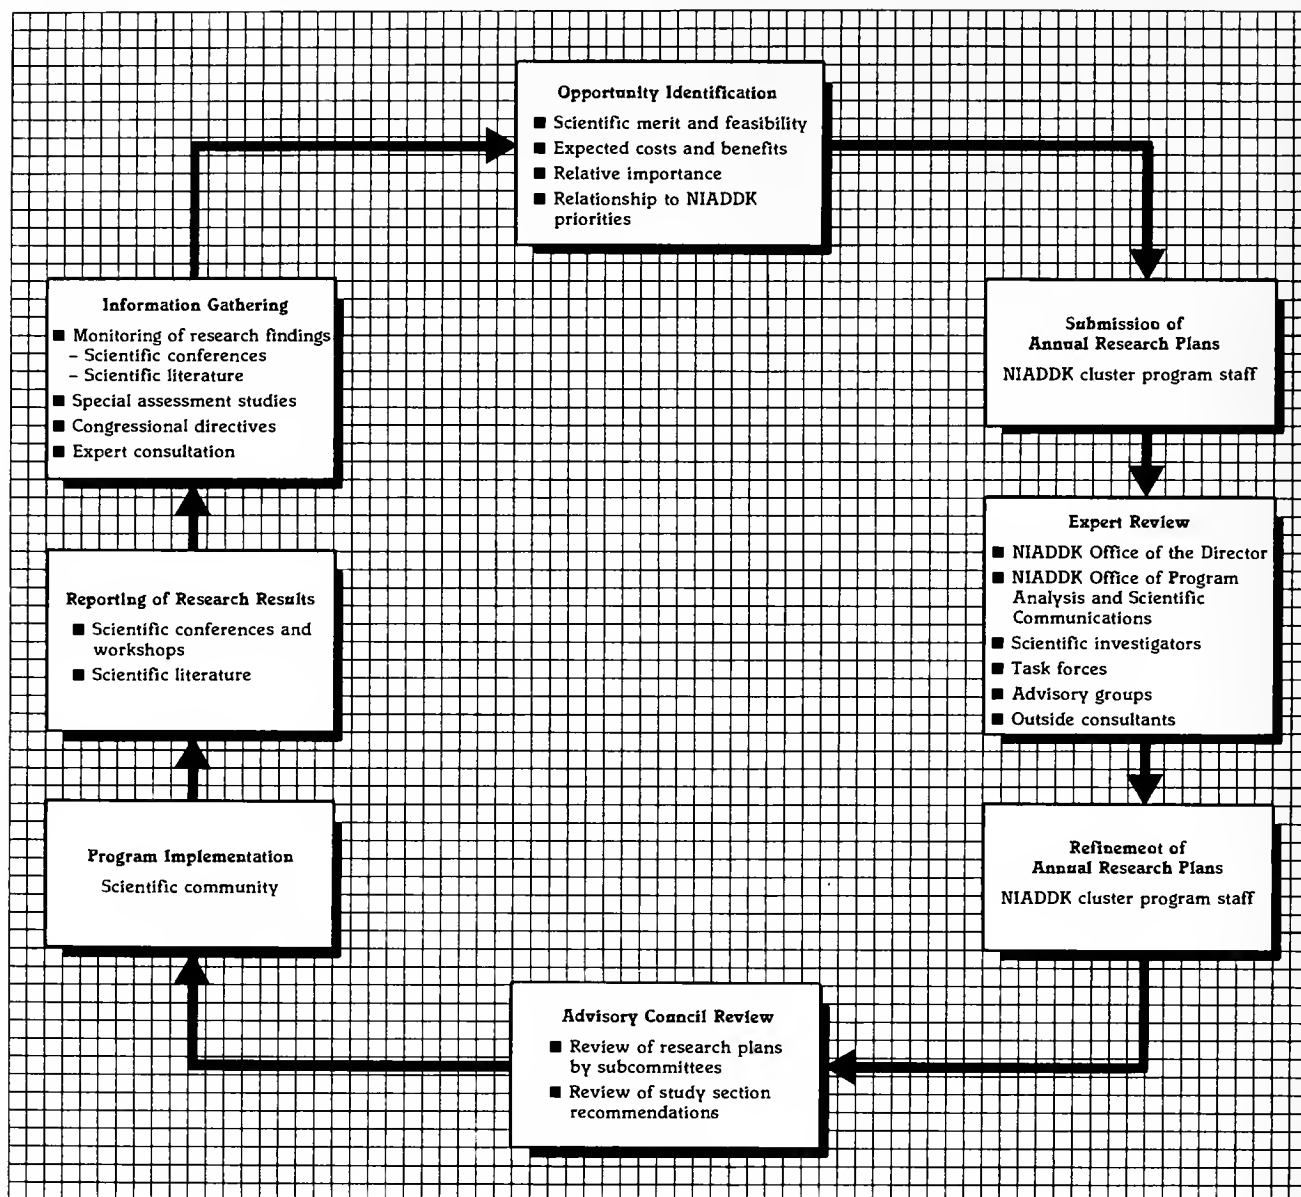 Opportunity Identification
■ Scientific merit and feasibility
■ Expected costs and benefits
■ Relative importance
■ Relationship to NIADDK
priorities
Submission of
Annual Research Plans
NIADDK cluster program staff
Expert Review
■ NIADDK Office of the Director
■ NIADDK Office of Program
Analysis and Scientific
Communications
■ Scientific investigators
■ Task forces
■ Advisory groups
■ Outside consultants
Refinement of
Annual Research Plans
NIADDK cluster program staff
Advisory Council Review
■ Review of research plans
by subcommittees
■ Review of study section
recommendations
Program Implementation
Scientific community
Reporting of Research Results
■ Scientific conferences and
workshops
■ Scientific literature
Information Gathering
■ Monitoring of research findings
– Scientific conferences
– Scientific literature
■ Special assessment studies
■ Congressional directives
■ Expert consultation